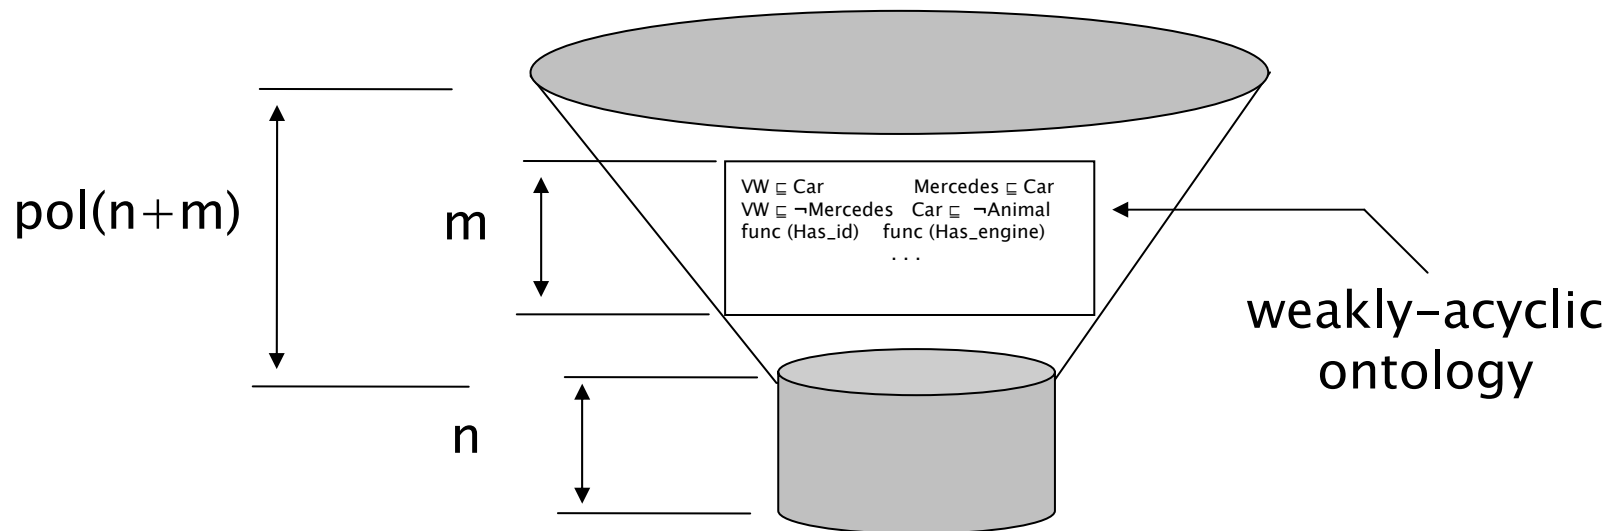 pol(n+m)
m
VW ⊑ Car Mercedes ⊑ Car
VW ⊑ ¬Mercedes Car ⊑ ¬Animal
func (Has_id) func (Has_engine)
. . .
weakly-acyclic
ontology
n